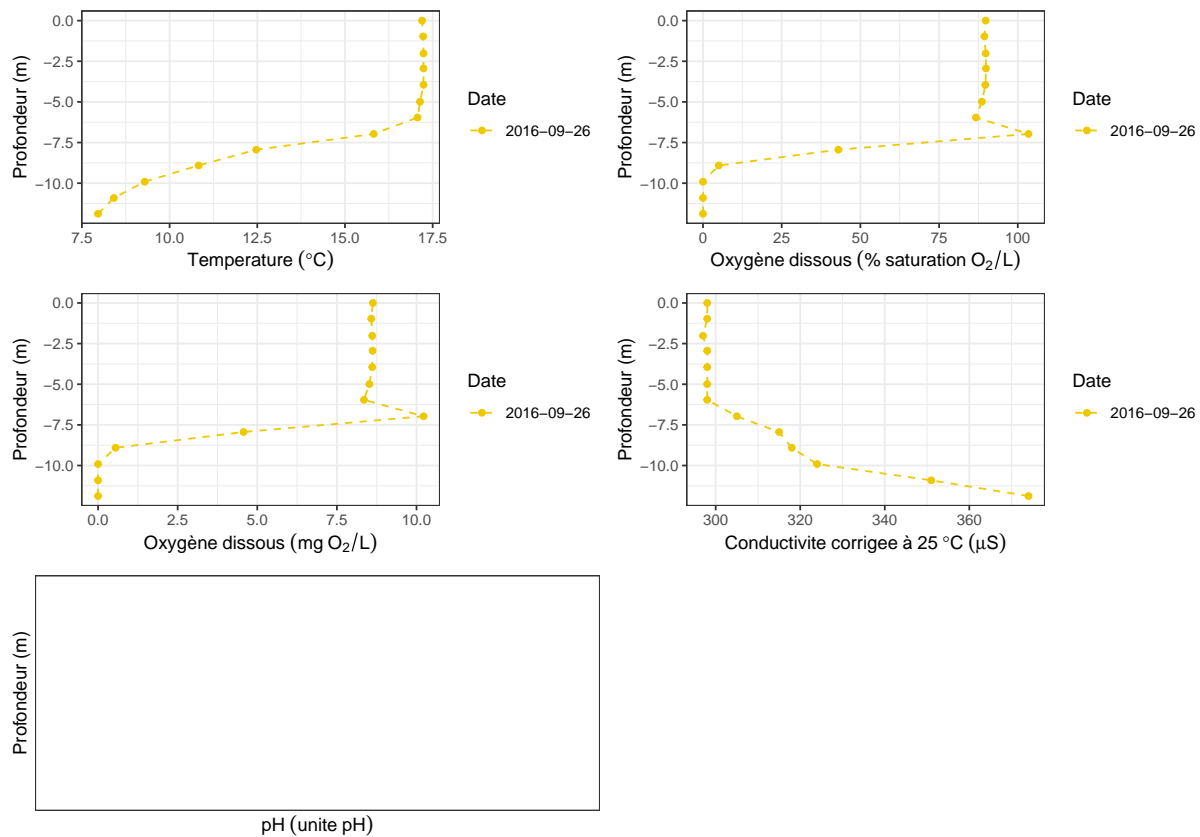 0.0
−2.5
−5.0
−7.5
−10.0
Profondeur (m)
7.5 10.0 12.5 15.0 17.5
Temperature (°C)
Date
2016−09−26
0.0
−2.5
−5.0
−7.5
−10.0
Profondeur (m)
0 25 50 75 100
Oxygène dissous (% saturation O₂/L)
Date
2016−09−26
0.0
−2.5
−5.0
−7.5
−10.0
Profondeur (m)
0.0 2.5 5.0 7.5 10.0
Oxygène dissous (mg O₂/L)
Date
2016−09−26
0.0
−2.5
−5.0
−7.5
−10.0
Profondeur (m)
300 320 340 360
Conductivite corrigee à 25 °C (μS)
Date
2016−09−26
Profondeur (m)
pH (unite pH)